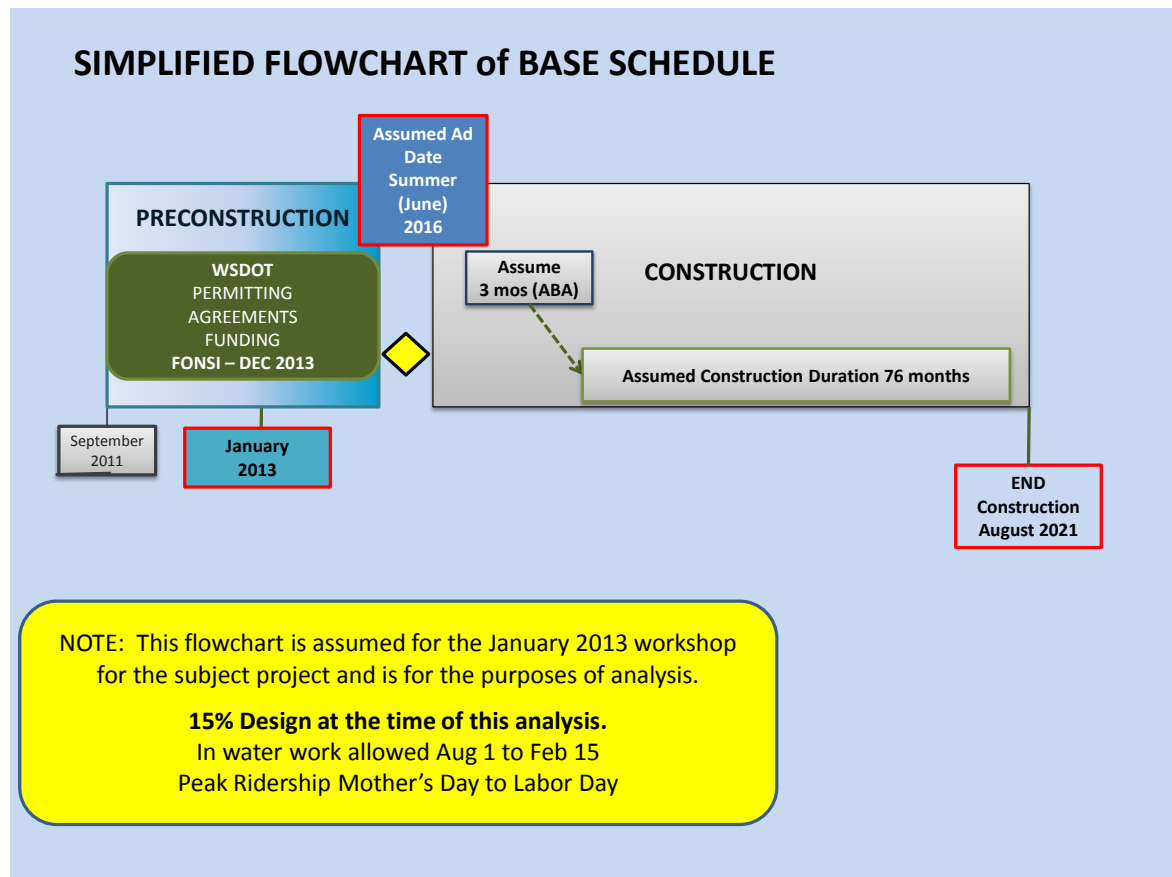 SIMPLIFIED FLOWCHART of BASE SCHEDULE
Assumed Ad
Date
Summer
(June)
2016
PRECONSTRUCTION
WSDOT
PERMITTING
AGREEMENTS
FUNDING
FONSI – DEC 2013
Assume
3 mos (ABA)
CONSTRUCTION
Assumed Construction Duration 76 months
September
2011
January
2013
END
Construction
August 2021
NOTE: This flowchart is assumed for the January 2013 workshop
for the subject project and is for the purposes of analysis.
15% Design at the time of this analysis.
In water work allowed Aug 1 to Feb 15
Peak Ridership Mother’s Day to Labor Day